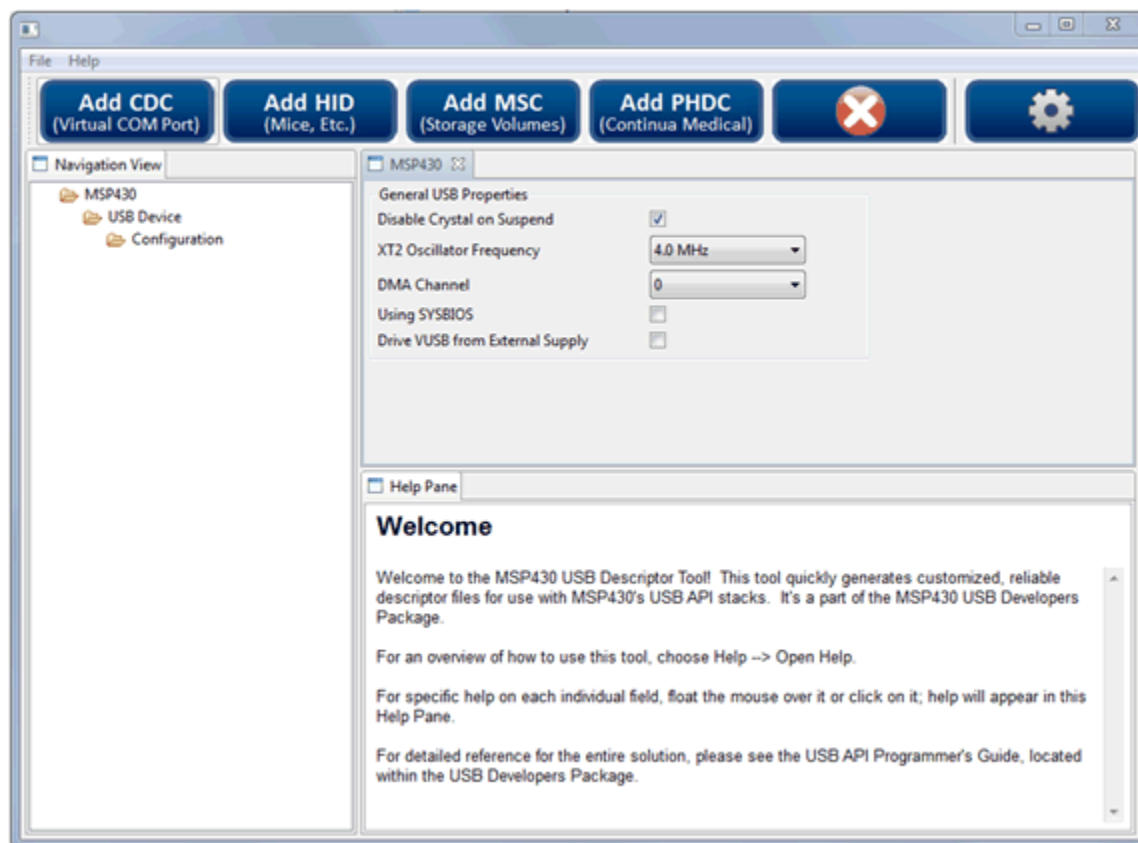 File Help
Add CDC
(Virtual COM Port)
Add HID
(Mice, Etc.)
Add MSC
(Storage Volumes)
Add PHDC
(Continua Medical)
Navigation View
MSP430
USB Device
Configuration
MSP430
General USB Properties
Disable Crystal on Suspend
XT2 Oscillator Frequency
4.0 MHz
DMA Channel
0
Using SYSBIOS
Drive VUSB from External Supply
Help Pane
Welcome
Welcome to the MSP430 USB Descriptor Tool! This tool quickly generates customized, reliable
descriptor files for use with MSP430's USB API stacks. It's a part of the MSP430 USB Developers
Package.
For an overview of how to use this tool, choose Help --> Open Help.
For specific help on each individual field, float the mouse over it or click on it; help will appear in this
Help Pane.
For detailed reference for the entire solution, please see the USB API Programmer's Guide, located
within the USB Developers Package.